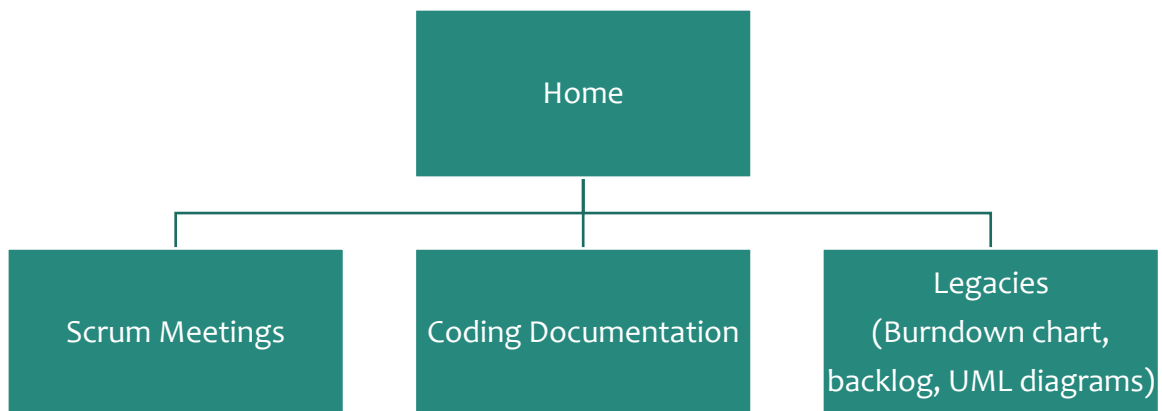 Home
Scrum Meetings
Coding Documentation
Legacies
(Burndown chart,
backlog, UML diagrams)